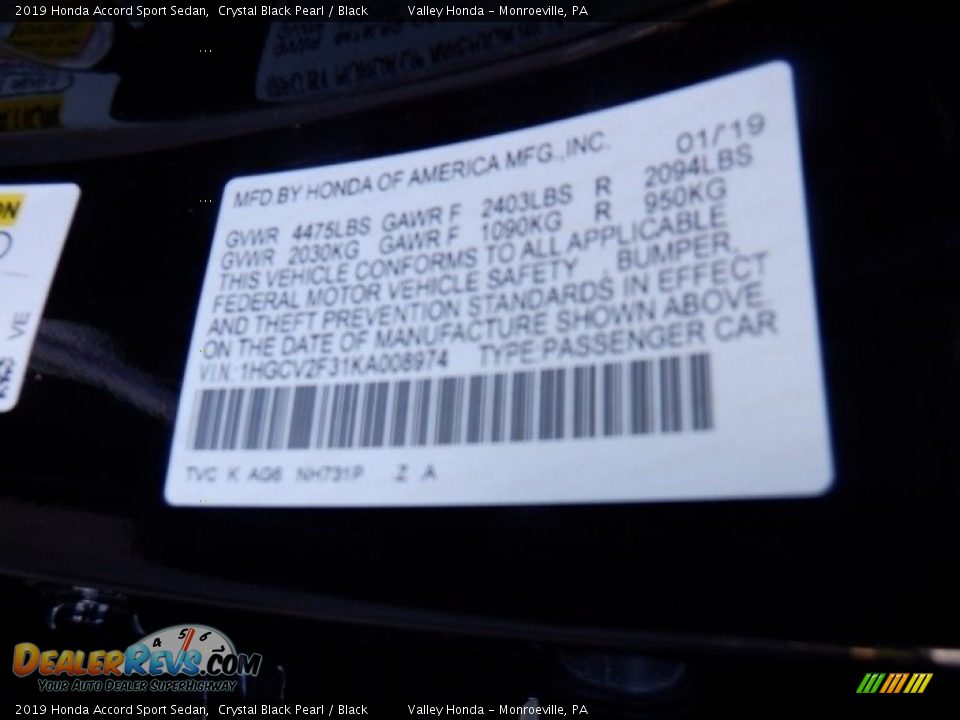 2019 Honda Accord Sport Sedan, Crystal Black Pearl / Black Valley Honda - Monroeville, PA
MFD BY HONDA OF AMERICA MFG., INC. 01/19
GVWR 4475LBS GAWR F 2403LBS R 2094LBS
GVWR 2030KG GAWR F 1090KG R 950KG
THIS VEHICLE CONFORMS TO ALL APPLICABLE
FEDERAL MOTOR VEHICLE SAFETY , BUMPER,
AND THEFT PREVENTION STANDARDS IN EFFECT
ON THE DATE OF MANUFACTURE SHOWN ABOVE.
V.I.N. 1HGCV2F31KA008974 TYPE PASSENGER CAR
TVC K AG6 NH731P Z A
VE
4 5 6
DEALERREVS.COM
YOUR AUTO DEALER SUPERHIGHWAY
2019 Honda Accord Sport Sedan, Crystal Black Pearl / Black Valley Honda - Monroeville, PA